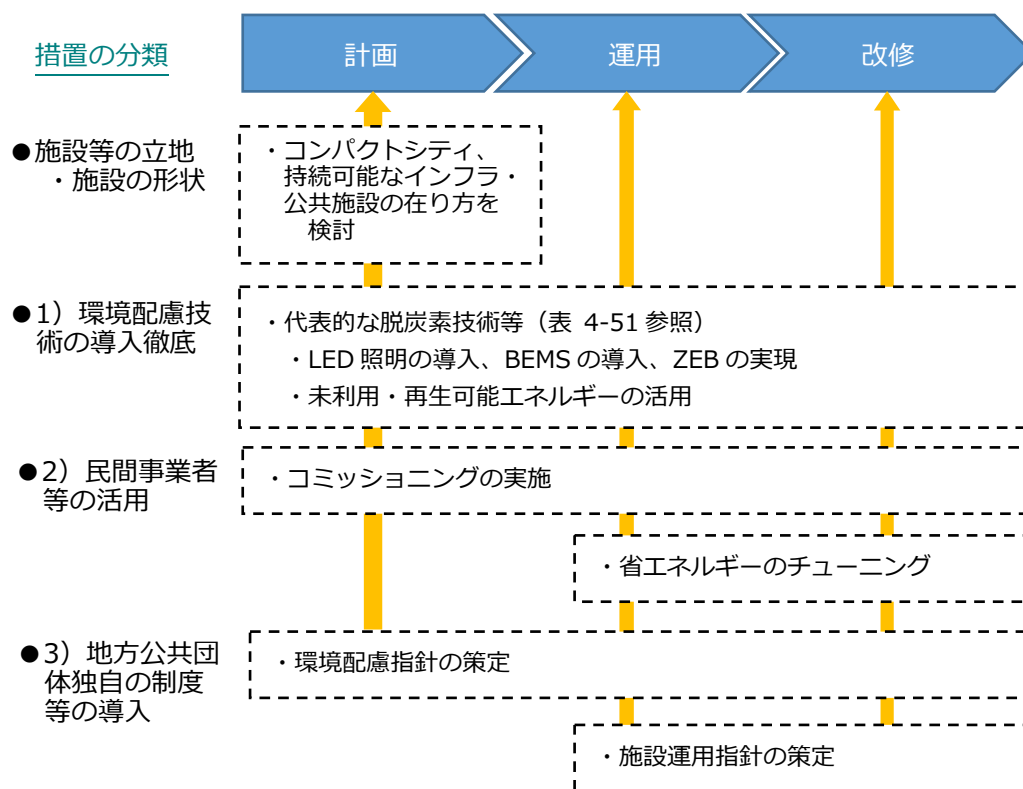 措置の分類
計画
運用
改修
●施設等の立地
・施設の形状
・コンパクトシティ、
持続可能なインフラ・
公共施設の在り方を
検討
●1）環境配慮技
術の導入徹底
・代表的な脱炭素技術等（表 4-51 参照）
・LED 照明の導入、BEMS の導入、ZEB の実現
・未利用・再生可能エネルギーの活用
●2）民間事業者
等の活用
・コミッショニングの実施
・省エネルギーのチューニング
●3）地方公共団
体独自の制度
等の導入
・環境配慮指針の策定
・施設運用指針の策定